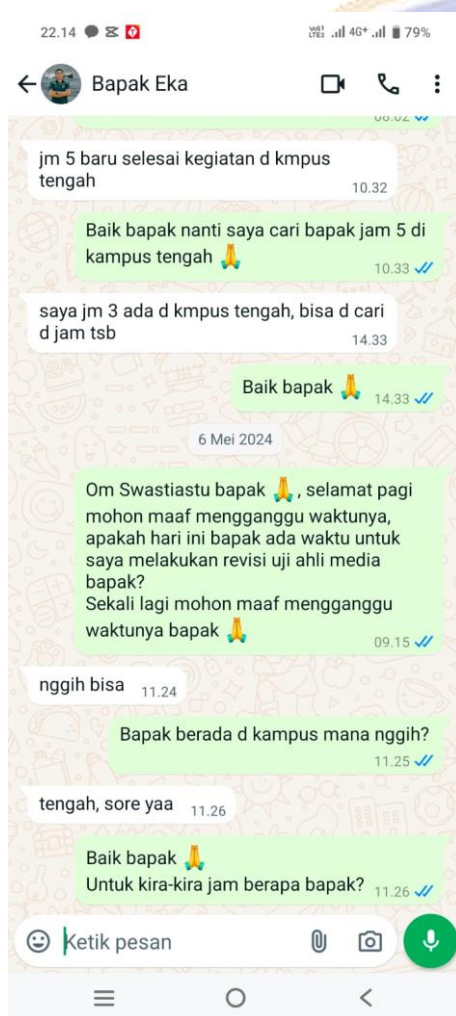 22.14 79%
Bapak Eka
08.02
jm 5 baru selesai kegiatan d kmpus
tengah 10.32
Baik bapak nanti saya cari bapak jam 5 di
kampus tengah 🙏 10.33
saya jm 3 ada d kmpus tengah, bisa d cari
d jam tsb 14.33
Baik bapak 🙏 14.33
6 Mei 2024
Om Swastiastu bapak 🙏, selamat pagi
mohon maaf mengganggu waktunya,
apakah hari ini bapak ada waktu untuk
saya melakukan revisi uji ahli media
bapak?
Sekali lagi mohon maaf mengganggu
waktunya bapak 🙏 09.15
nggih bisa 11.24
Bapak berada d kampus mana nggih?
11.25
tengah, sore yaa 11.26
Baik bapak 🙏
Untuk kira-kira jam berapa bapak? 11.26
Ketik pesan